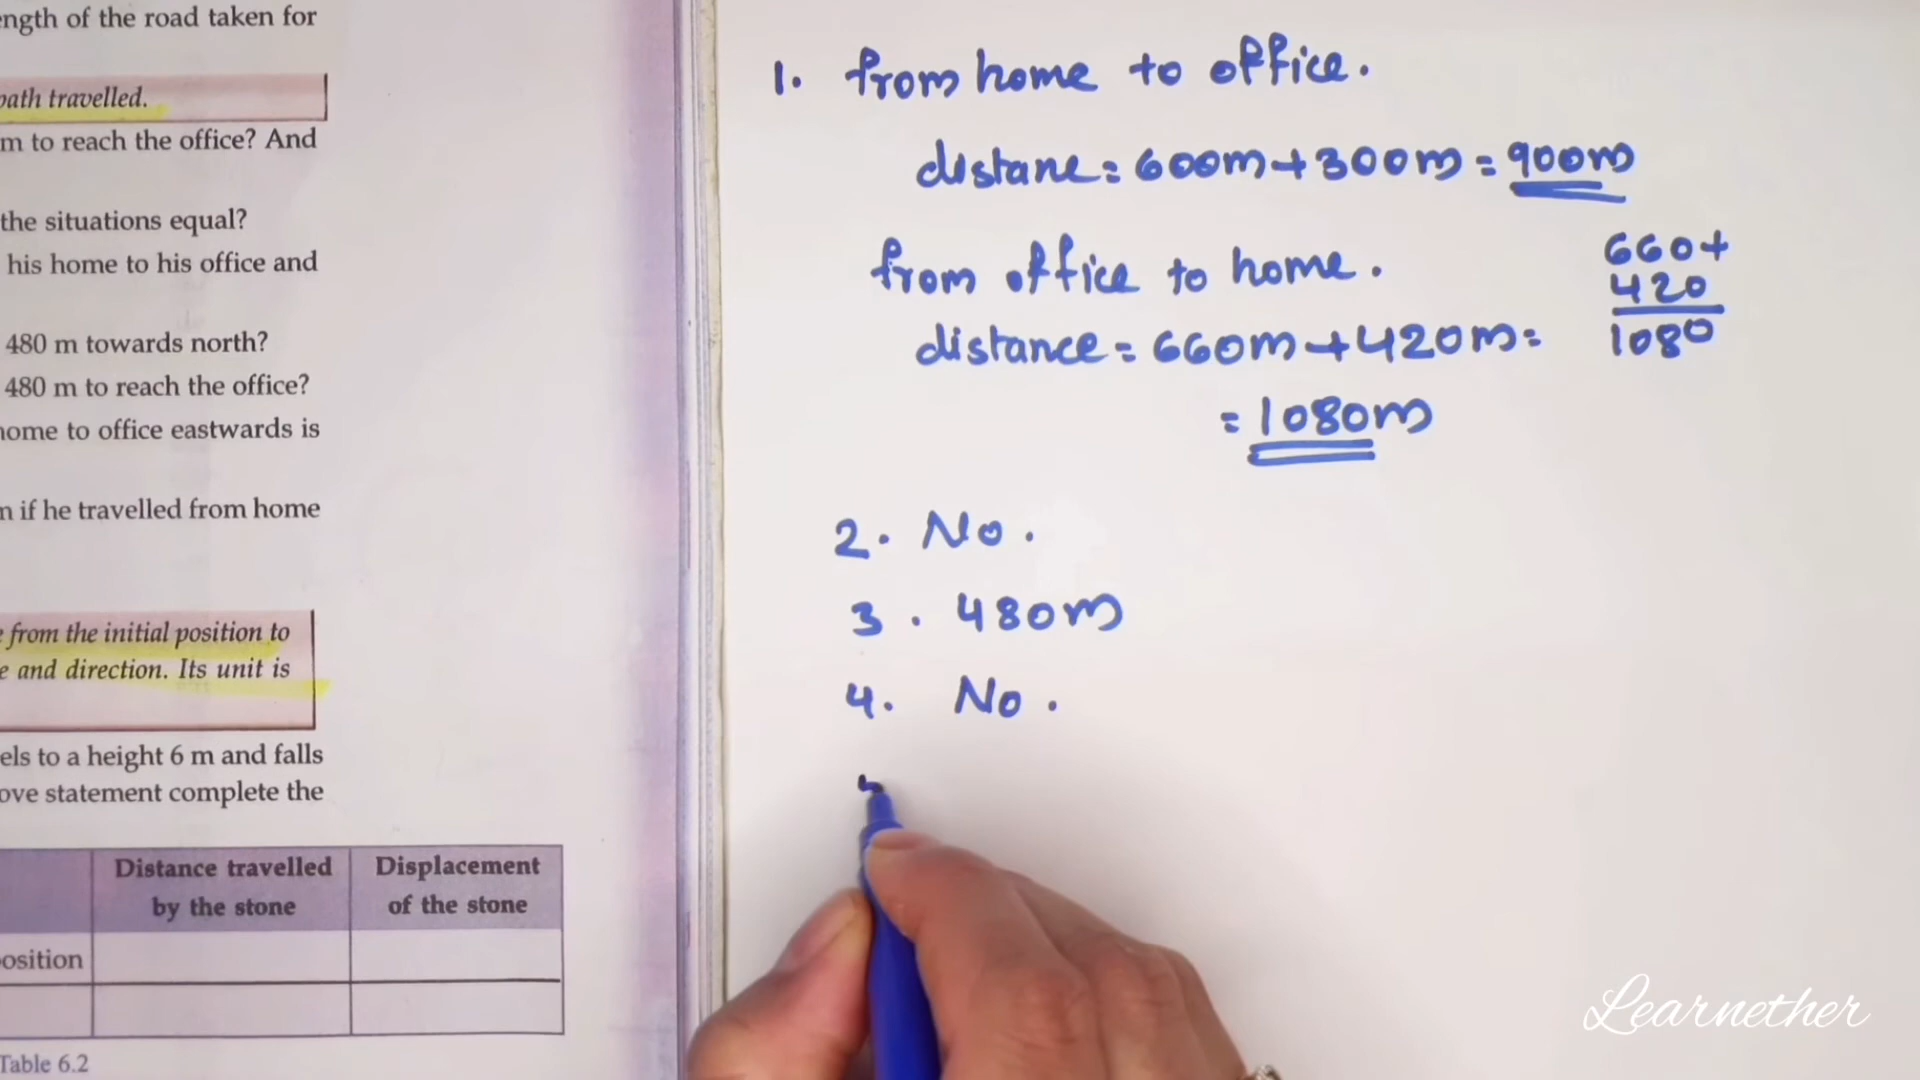 ngth of the road taken for
path travelled.
m to reach the office? And
the situations equal?
his home to his office and
480 m towards north?
480 m to reach the office?
ome to office eastwards is
if he travelled from home
from the initial position to
e and direction. Its unit is
els to a height 6 m and falls
ove statement complete the
Distance travelled by the stone
Displacement of the stone
osition
Table 6.2
1. from home to office.
distane = 600m + 300m = 900m
from office to home.
distance = 660m + 420m =
= 1080m
660+
420
1080
2. No.
3. 480m
4. No.
Learnether